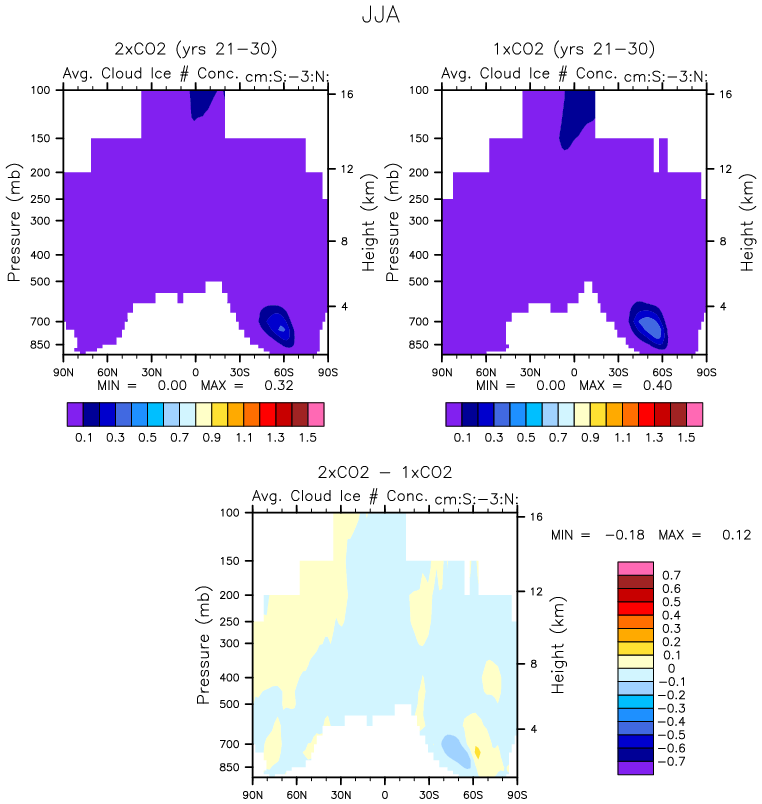 JJA
2xCO2 (yrs 21-30)
Avg. Cloud Ice # Conc. cm:S:-3:N:
100
150
200
250
300
400
500
700
850
Pressure (mb)
16
12
8
4
Height (km)
90N 60N 30N 0 30S 60S 90S
MIN = 0.00 MAX = 0.32
0.1 0.3 0.5 0.7 0.9 1.1 1.3 1.5
1xCO2 (yrs 21-30)
Avg. Cloud Ice # Conc. cm:S:-3:N:
100
150
200
250
300
400
500
700
850
Pressure (mb)
16
12
8
4
Height (km)
90N 60N 30N 0 30S 60S 90S
MIN = 0.00 MAX = 0.40
0.1 0.3 0.5 0.7 0.9 1.1 1.3 1.5
2xCO2 - 1xCO2
Avg. Cloud Ice # Conc. cm:S:-3:N:
100
150
200
250
300
400
500
700
850
Pressure (mb)
16
12
8
4
Height (km)
90N 60N 30N 0 30S 60S 90S
MIN = -0.18 MAX = 0.12
0.7
0.6
0.5
0.4
0.3
0.2
0.1
0
-0.1
-0.2
-0.3
-0.4
-0.5
-0.6
-0.7